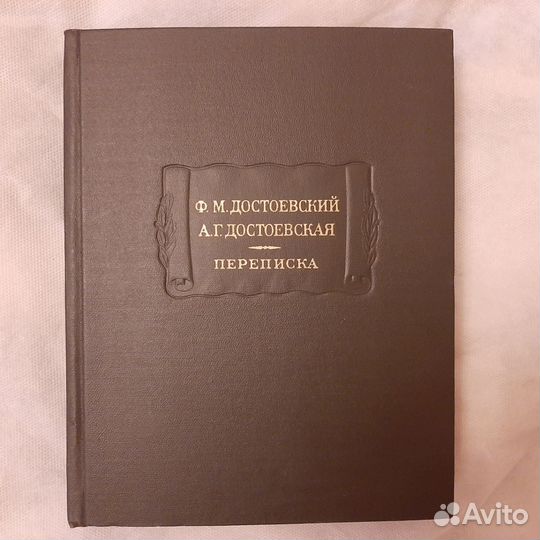 Ф. М. ДОСТОЕВСКИЙ
А. Г. ДОСТОЕВСКАЯ
ПЕРЕПИСКА
Avito